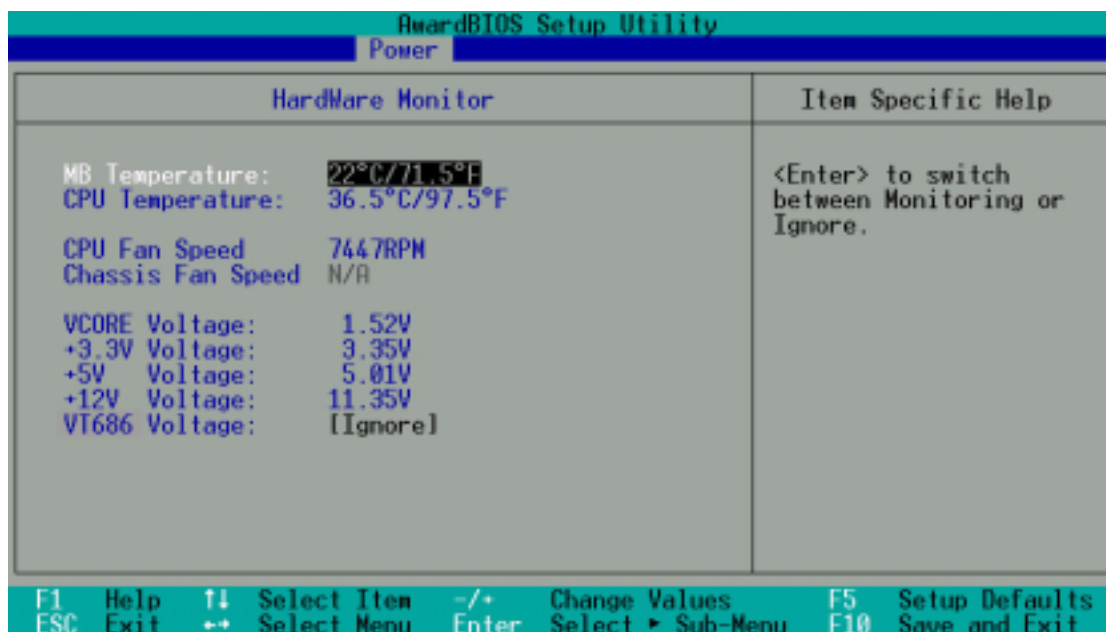 AwardBIOS Setup Utility
Power
HardWare Monitor
Item Specific Help
MB Temperature: 22°C/71.5°F
CPU Temperature: 36.5°C/97.5°F
CPU Fan Speed 7447RPM
Chassis Fan Speed N/A
VCORE Voltage: 1.52V
+3.3V Voltage: 3.35V
+5V Voltage: 5.01V
+12V Voltage: 11.35V
VT686 Voltage: [Ignore]
<Enter> to switch
between Monitoring or
Ignore.
F1 Help ↑↓ Select Item -/+ Change Values F5 Setup Defaults
ESC Exit ←→ Select Menu Enter Select ► Sub-Menu F10 Save and Exit